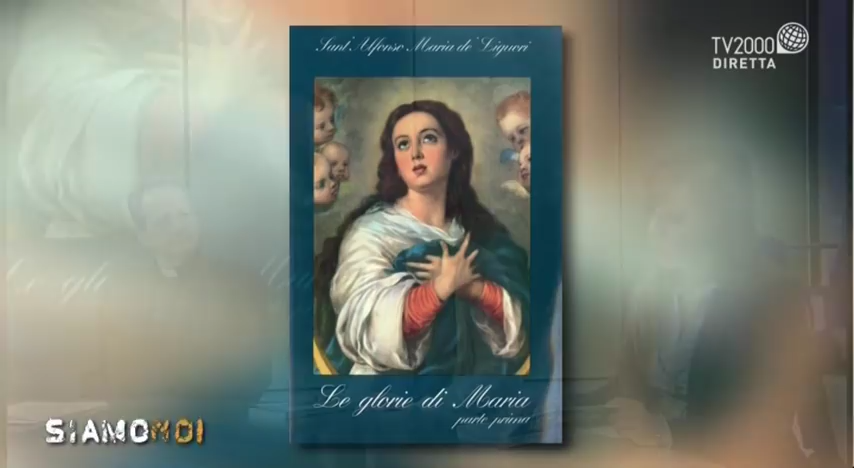 Sant'Alfonso Maria de' Liguori
TV2000
DIRETTA
Le glorie di Maria
parte prima
SIAMONOI